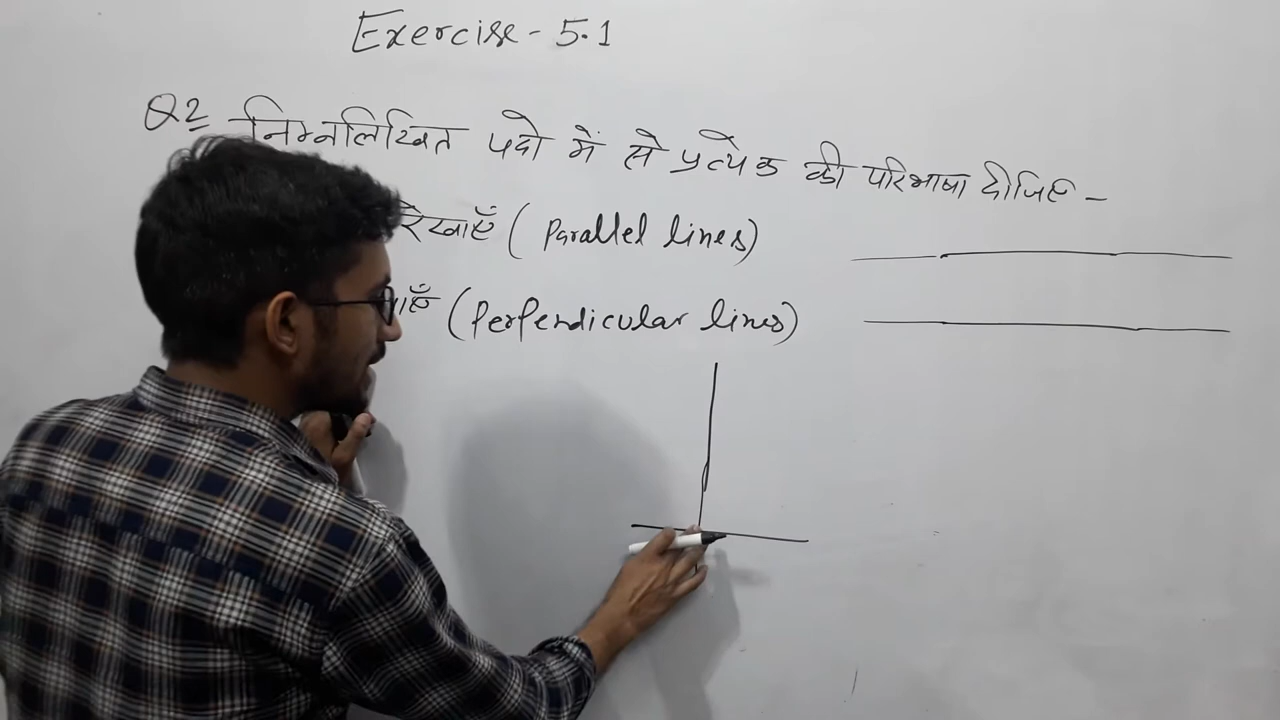 Exercise - 5.1
Q2 निम्नलिखित पदो में से प्रत्येक की परिभाषा दीजिए -
रेखाएँ ( Parallel lines)
(Perpendicular lines)